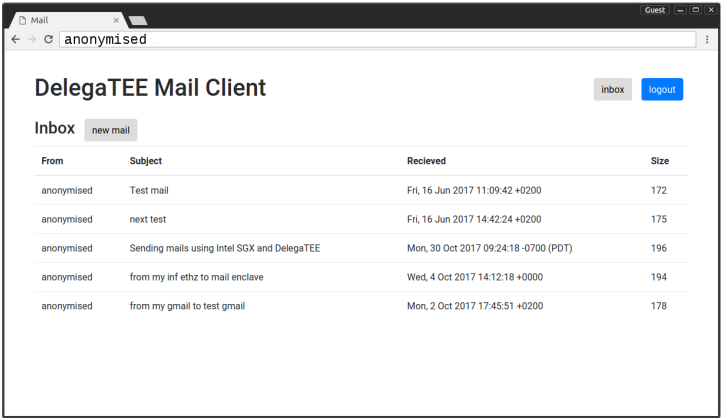 Guest
Mail
anonymised
DelegaTEE Mail Client
inbox
logout
Inbox
new mail
From Subject Recieved Size
anonymised Test mail Fri, 16 Jun 2017 11:09:42 +0200 172
anonymised next test Fri, 16 Jun 2017 14:42:24 +0200 175
anonymised Sending mails using Intel SGX and DelegaTEE Mon, 30 Oct 2017 09:24:18 -0700 (PDT) 196
anonymised from my inf ethz to mail enclave Wed, 4 Oct 2017 14:12:18 +0000 194
anonymised from my gmail to test gmail Mon, 2 Oct 2017 17:45:51 +0200 178